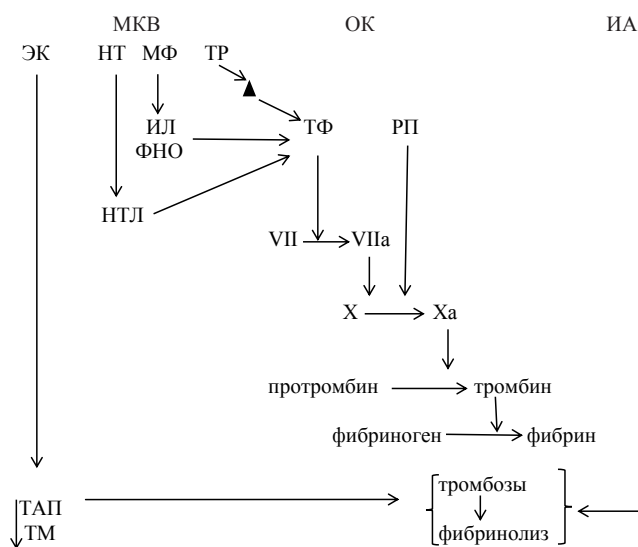 МКВ ОК ИА
ЭК НТ МФ ТР
ИЛ ТФ РП
ФНО
НТЛ
VII VIIa
X Xa
протромбин тромбин
фибриноген фибрин
тромбозы
ТАП
ТМ фибринолиз